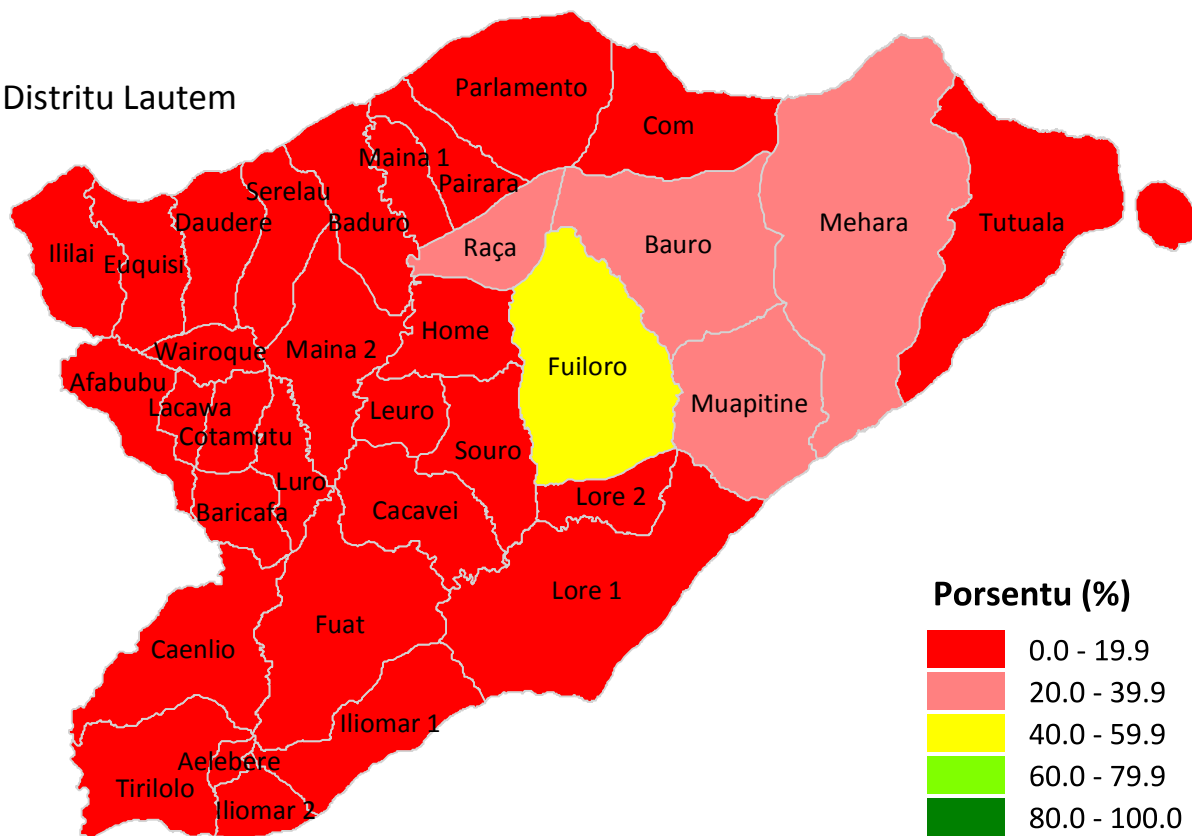 Distritu Lautem
Parlamento
Com
Maina 1
Pairara
Serelau
Daudere
Baduro
Mehara
Tutuala
Ililai
Euquisi
Raça
Bauro
Home
Wairoque
Maina 2
Fuiloro
Afabubu
Lacawa
Leuro
Muapitine
Cotamutu
Souro
Luro
Lore 2
Baricafa
Cacavei
Lore 1
Fuat
Caenlio
Iliomar 1
Aelebere
Tirilolo
Iliomar 2
Porsentu (%)
0.0 - 19.9
20.0 - 39.9
40.0 - 59.9
60.0 - 79.9
80.0 - 100.0